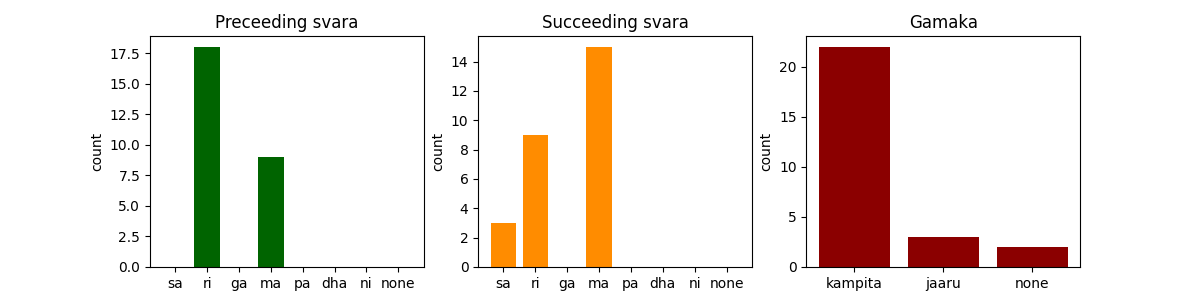 Preceeding svara
count
17.5
15.0
12.5
10.0
7.5
5.0
2.5
0.0
sa ri ga ma pa dha ni none
Succeeding svara
count
14
12
10
8
6
4
2
0
sa ri ga ma pa dha ni none
Gamaka
count
20
15
10
5
0
kampita jaaru none